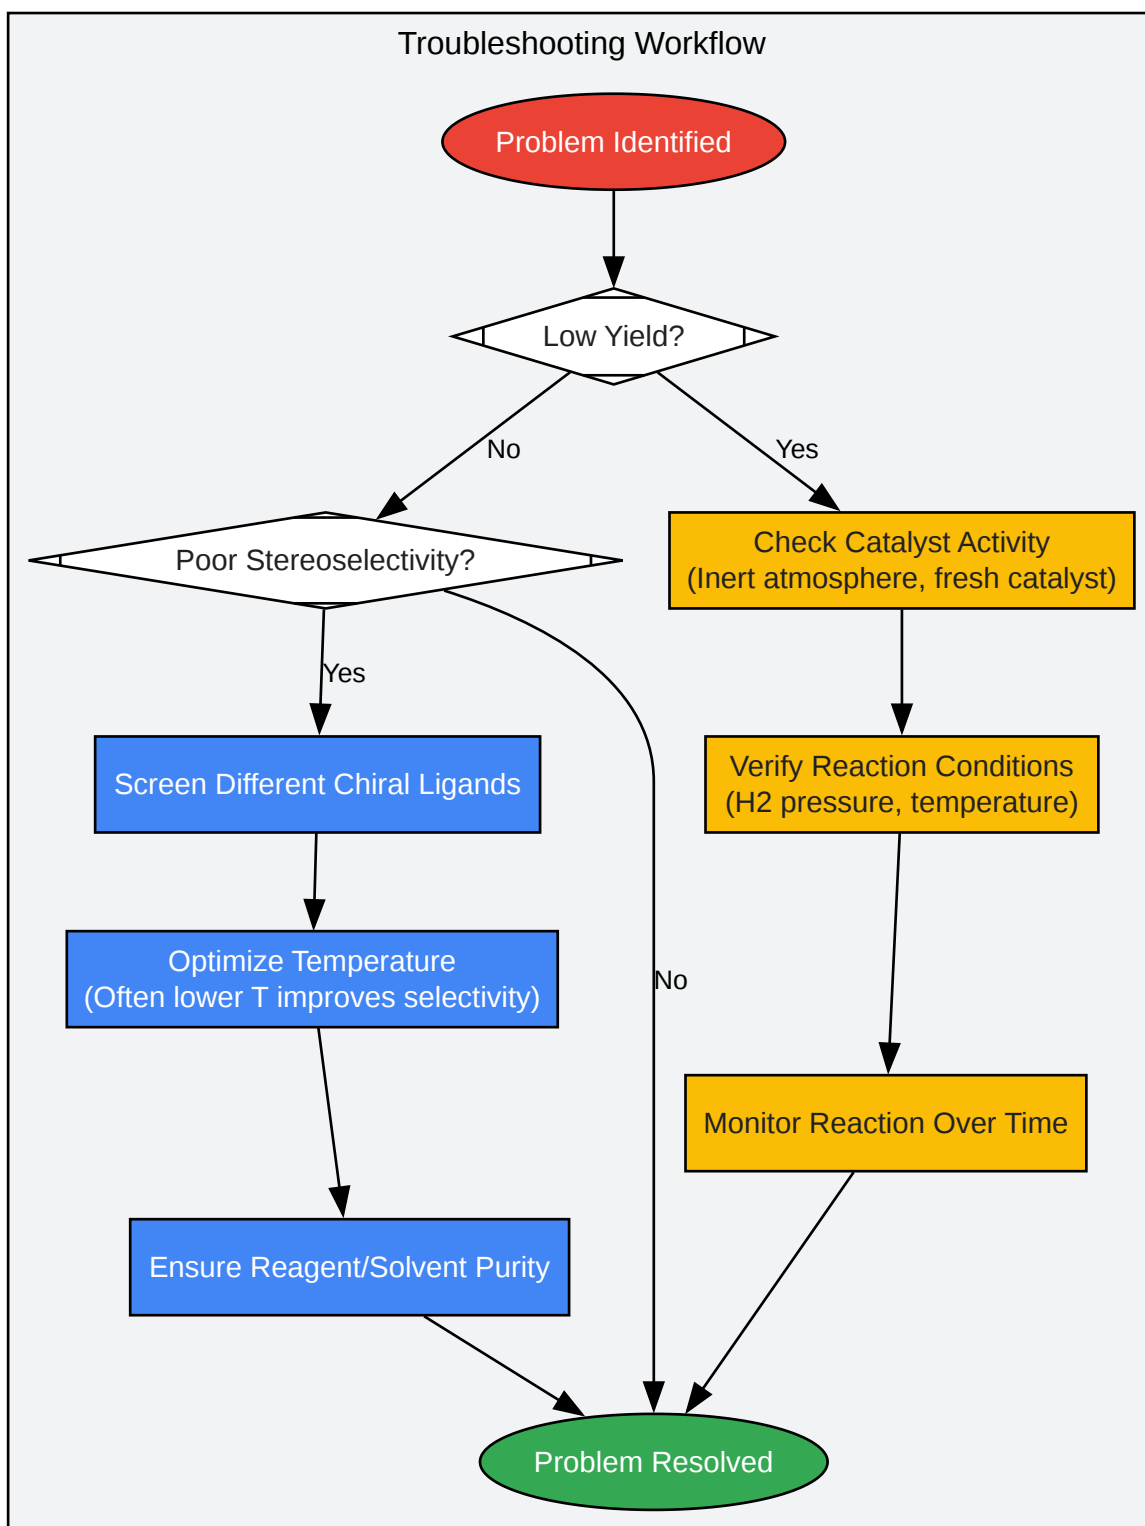 Troubleshooting Workflow
Problem Identified
Low Yield?
No
Yes
Poor Stereoselectivity?
Check Catalyst Activity
(Inert atmosphere, fresh catalyst)
Yes
Screen Different Chiral Ligands
Verify Reaction Conditions
(H2 pressure, temperature)
Optimize Temperature
(Often lower T improves selectivity)
No
Monitor Reaction Over Time
Ensure Reagent/Solvent Purity
Problem Resolved